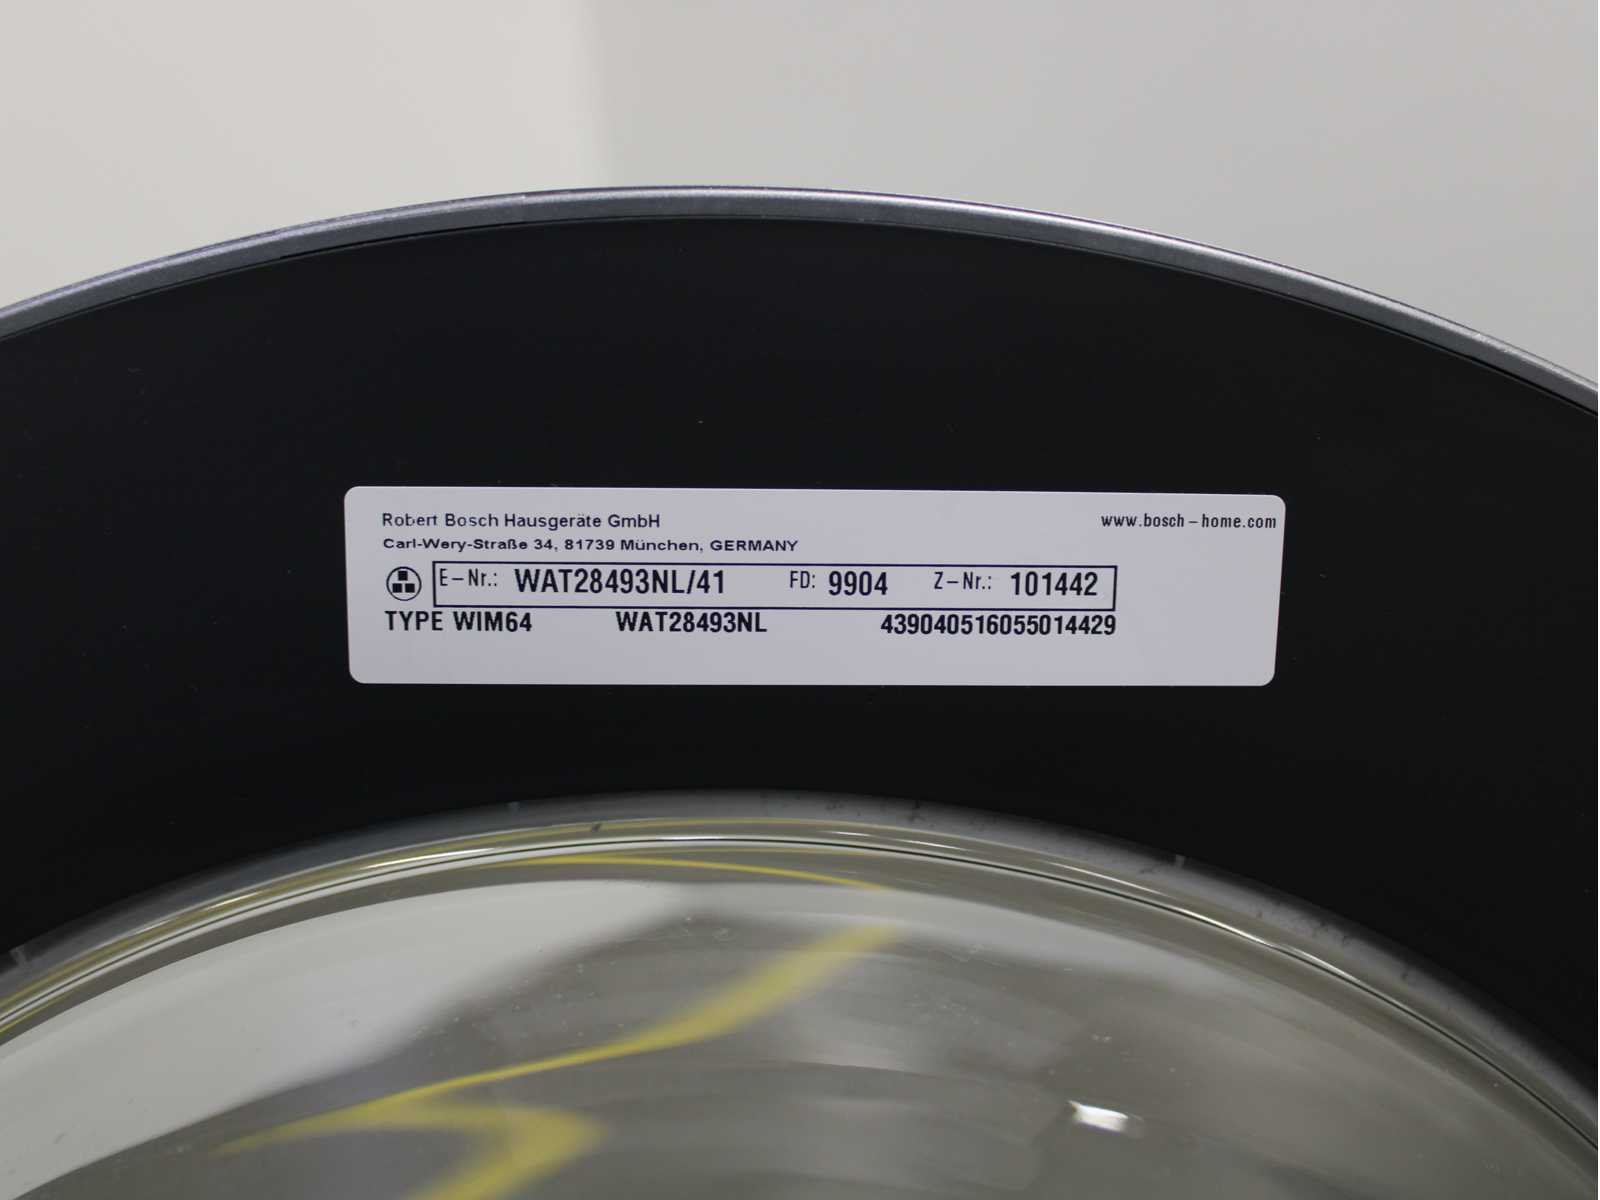 Robert Bosch Hausgeräte GmbH www.bosch-home.com
Carl-Wery-Straße 34, 81739 München, GERMANY
E-Nr.: WAT28493NL/41 FD: 9904 Z-Nr.: 101442
TYPE WIM64 WAT28493NL 439040516055014429